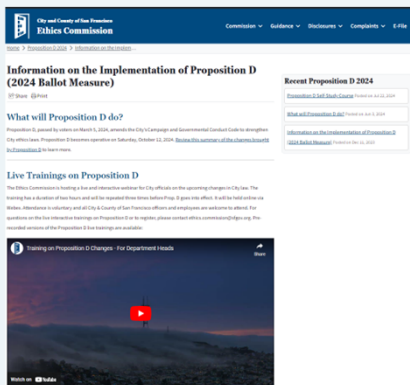 City and County of San Francisco
Ethics Commission
Commission
Guidance
Disclosures
Complaints
E-File
Home > Proposition D 2024 > Information on the Implem...
Information on the Implementation of Proposition D
(2024 Ballot Measure)
Share Print
What will Proposition D do?
Proposition D, passed by voters on March 5, 2024, amends the City's Campaign and Governmental Conduct Code to strengthen
City ethics laws. Proposition D becomes operative on Saturday, October 12, 2024. Review this summary of the changes brought
by Proposition D to learn more.
Live Trainings on Proposition D
The Ethics Commission is hosting a live and interactive webinar for City officials on the upcoming changes in City law. The
training has a duration of two hours and will be repeated three times before Prop. D goes into effect. It will be held online via
Webex. Attendance is voluntary and all City & County of San Francisco officers and employees are welcome to attend. For
questions on the live interactive trainings on Proposition D or to register, please contact ethics.commission@sfgov.org. Pre-
recorded versions of the Proposition D live trainings are available:
Training on Proposition D Changes - For Department Heads
Share
Watch on YouTube
Recent Proposition D 2024
Proposition D Self-Study Course Posted on
What will Proposition D do? Posted on
Information on the Implementation of Proposition D
(2024 Ballot Measure) Posted on